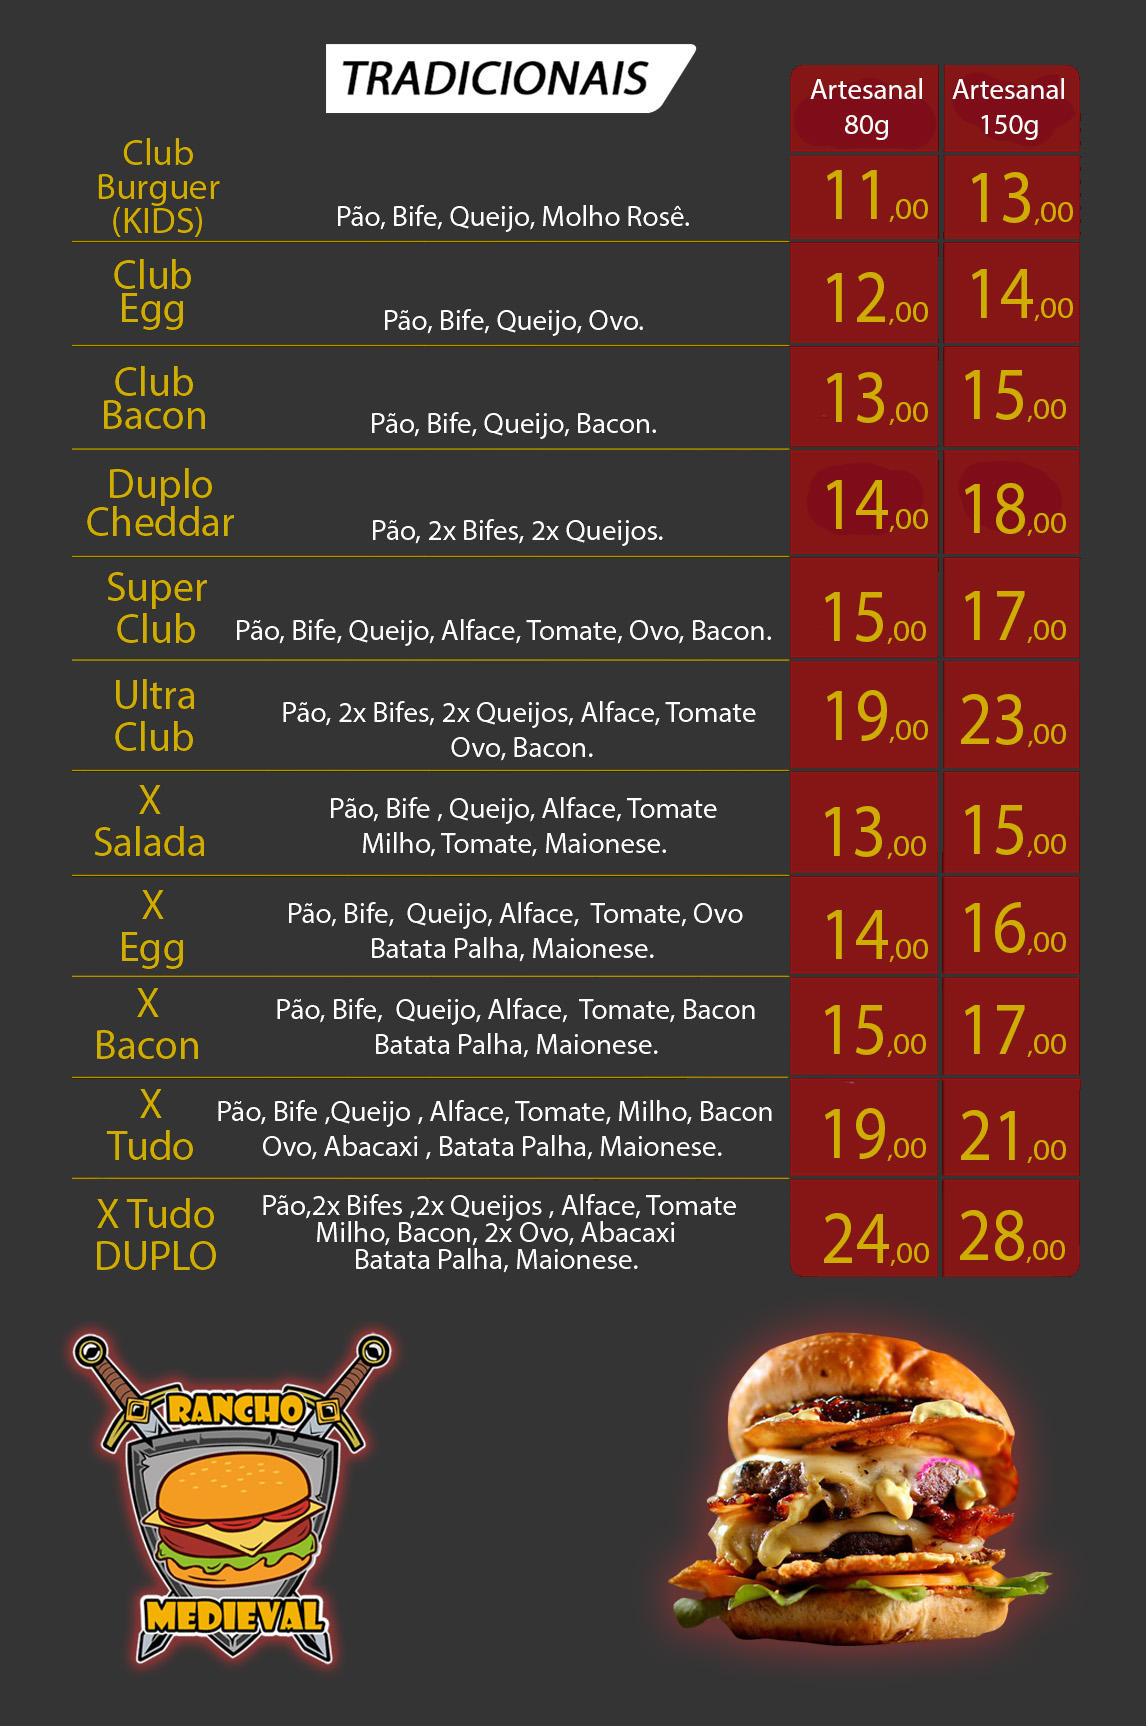 TRADICIONAIS
Artesanal
80g
Artesanal
150g
Club
Burguer
(KIDS)
Pão, Bife, Queijo, Molho Rosê.
11,00
13,00
Club
Egg
Pão, Bife, Queijo, Ovo.
12,00
14,00
Club
Bacon
Pão, Bife, Queijo, Bacon.
13,00
15,00
Duplo
Cheddar
Pão, 2x Bifes, 2x Queijos.
14,00
18,00
Super
Club
Pão, Bife, Queijo, Alface, Tomate, Ovo, Bacon.
15,00
17,00
Ultra
Club
Pão, 2x Bifes, 2x Queijos, Alface, Tomate
Ovo, Bacon.
19,00
23,00
X
Salada
Pão, Bife , Queijo, Alface, Tomate
Milho, Tomate, Maionese.
13,00
15,00
X
Egg
Pão, Bife,  Queijo, Alface,  Tomate, Ovo
Batata Palha, Maionese.
14,00
16,00
X
Bacon
Pão, Bife,  Queijo, Alface,  Tomate, Bacon
Batata Palha, Maionese.
15,00
17,00
X
Tudo
Pão, Bife ,Queijo , Alface, Tomate, Milho, Bacon
Ovo, Abacaxi , Batata Palha, Maionese.
19,00
21,00
X Tudo
DUPLO
Pão,2x Bifes ,2x Queijos , Alface, Tomate
Milho, Bacon, 2x Ovo, Abacaxi
Batata Palha, Maionese.
24,00
28,00
RANCHO
MEDIEVAL